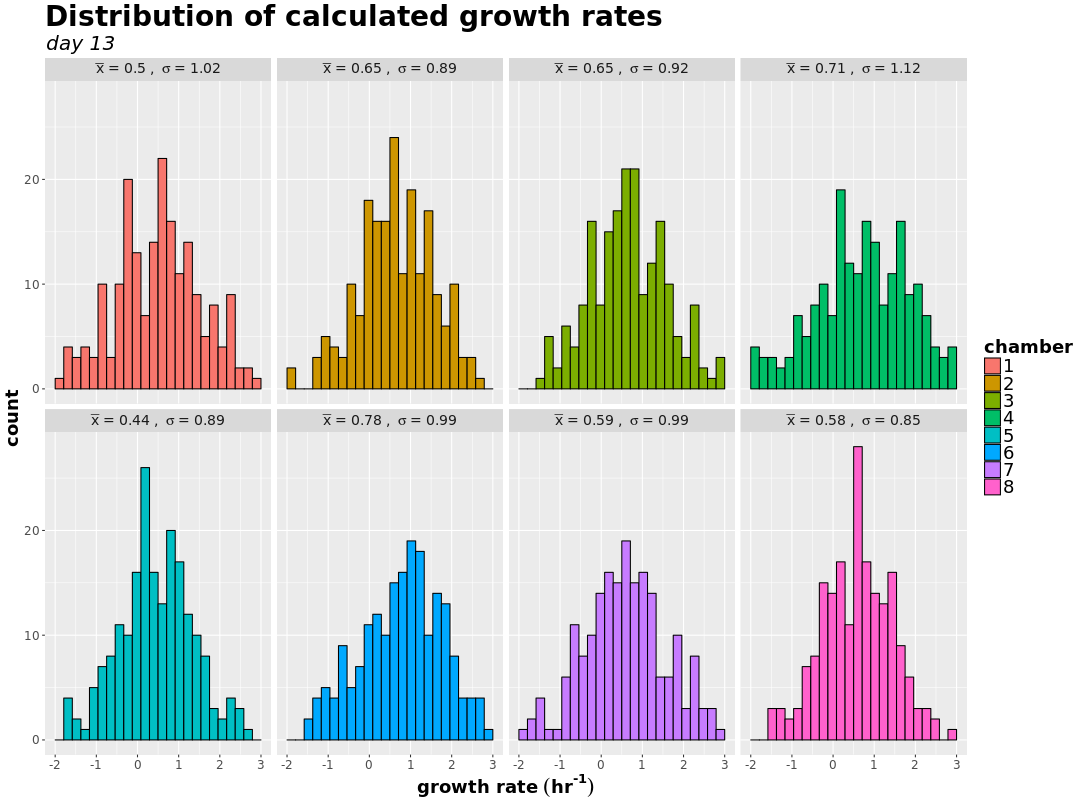 Distribution of calculated growth rates
day 13
x̅ = 0.5 , σ = 1.02
x̅ = 0.65 , σ = 0.89
x̅ = 0.65 , σ = 0.92
x̅ = 0.71 , σ = 1.12
20
10
0
x̅ = 0.44 , σ = 0.89
x̅ = 0.78 , σ = 0.99
x̅ = 0.59 , σ = 0.99
x̅ = 0.58 , σ = 0.85
20
10
0
-2 -1 0 1 2 3
-2 -1 0 1 2 3
-2 -1 0 1 2 3
-2 -1 0 1 2 3
growth rate (hr⁻¹)
count
chamber
1
2
3
4
5
6
7
8